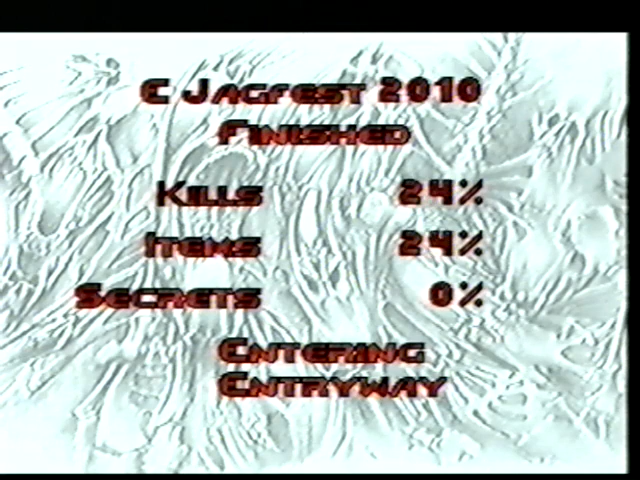 E Jagfest 2010
Finished
Kills 24%
Items 24%
Secrets 0%
Entering
Entryway